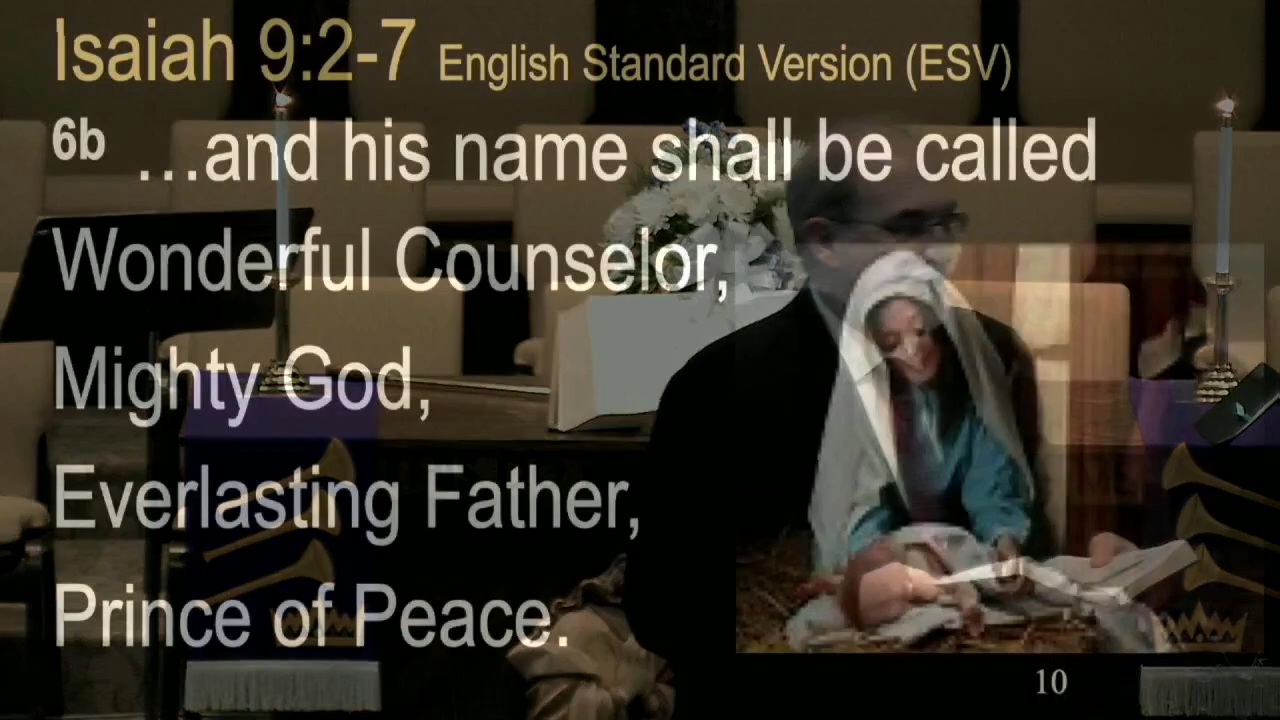 Isaiah 9:2-7 English Standard Version (ESV)
6b …and his name shall be called
Wonderful Counselor,
Mighty God,
Everlasting Father,
Prince of Peace.
10